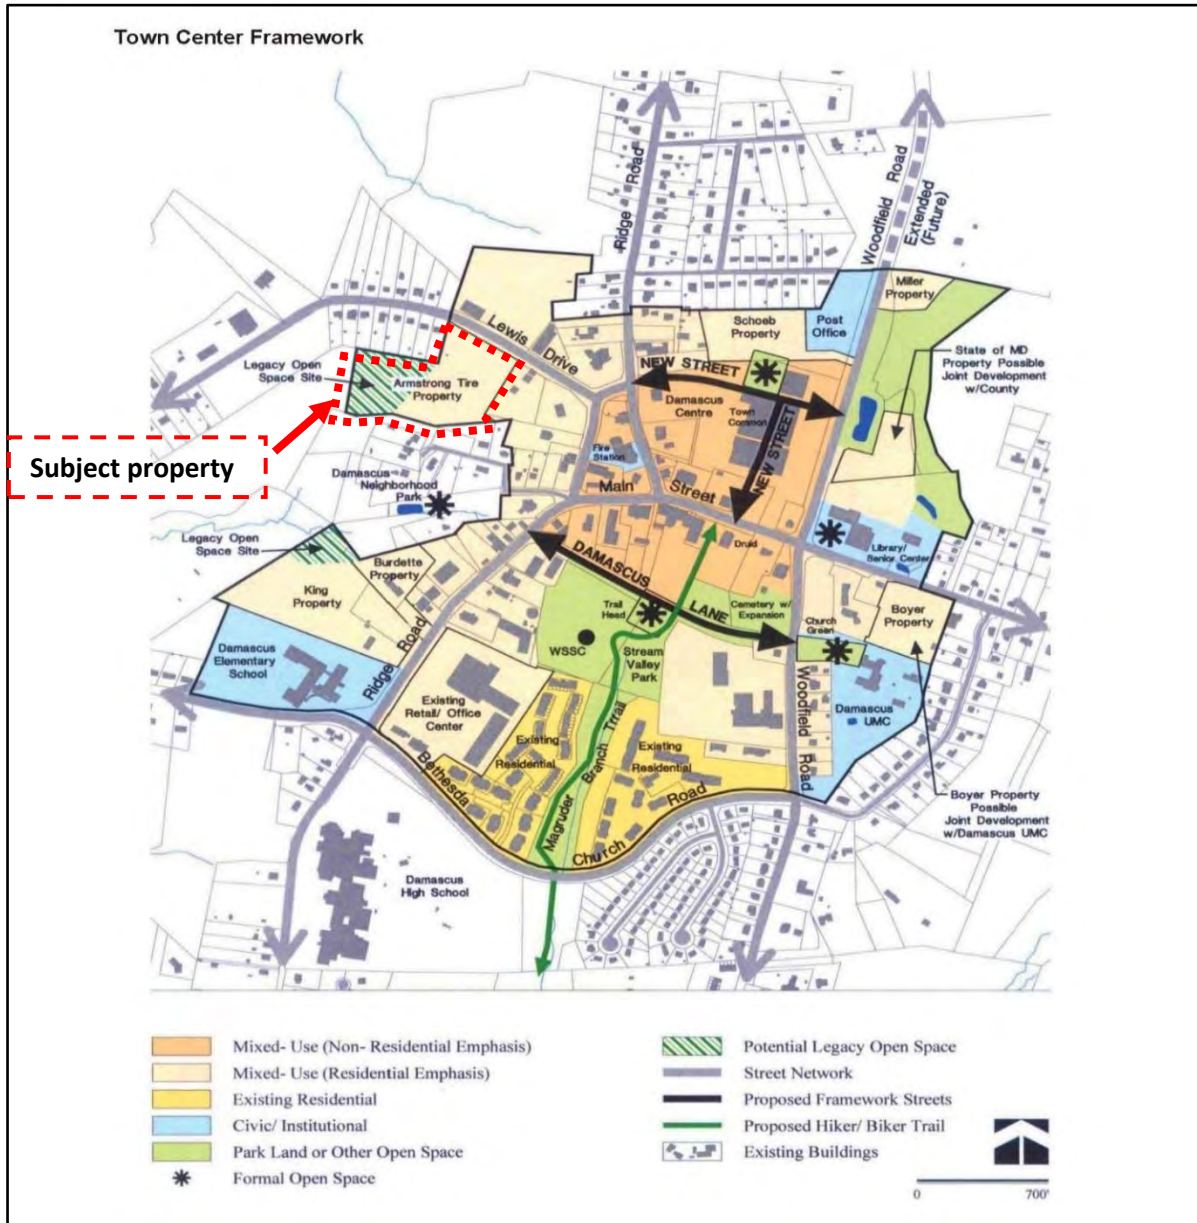 Town Center Framework
Ridge Road
Woodfield Road
Extended
(Future)
Miller
Property
Post
Office
Schoeb
Property
Lewis Drive
NEW STREET
State of MD
Property Possible
Joint Development
w/County
Legacy Open
Space Site
Armstrong Tire
Property
Damascus
Centre
Town
Common
NEW STREET
Subject property
Fire
Station
Damascus
Neighborhood
Park
Main Street
Druid
Library/
Senior Center
Legacy Open
Space Site
Burdette
Property
DAMASCUS LANE
King
Property
Trail
Head
Cemetery w/
Expansion
Church
Green
Boyer
Property
WSSC
Stream
Valley
Park
Damascus
Elementary
School
Ridge Road
Existing
Retail/ Office
Center
Woodfield Road
Damascus
UMC
Existing
Residential
Existing
Residential
Magruder Branch Trrail
Bethesda Church Road
Boyer Property
Possible
Joint Development
w/Damascus UMC
Damascus
High School
Mixed- Use (Non- Residential Emphasis)
Mixed- Use (Residential Emphasis)
Existing Residential
Civic/ Institutional
Park Land or Other Open Space
Formal Open Space
Potential Legacy Open Space
Street Network
Proposed Framework Streets
Proposed Hiker/ Biker Trail
Existing Buildings
0 700'